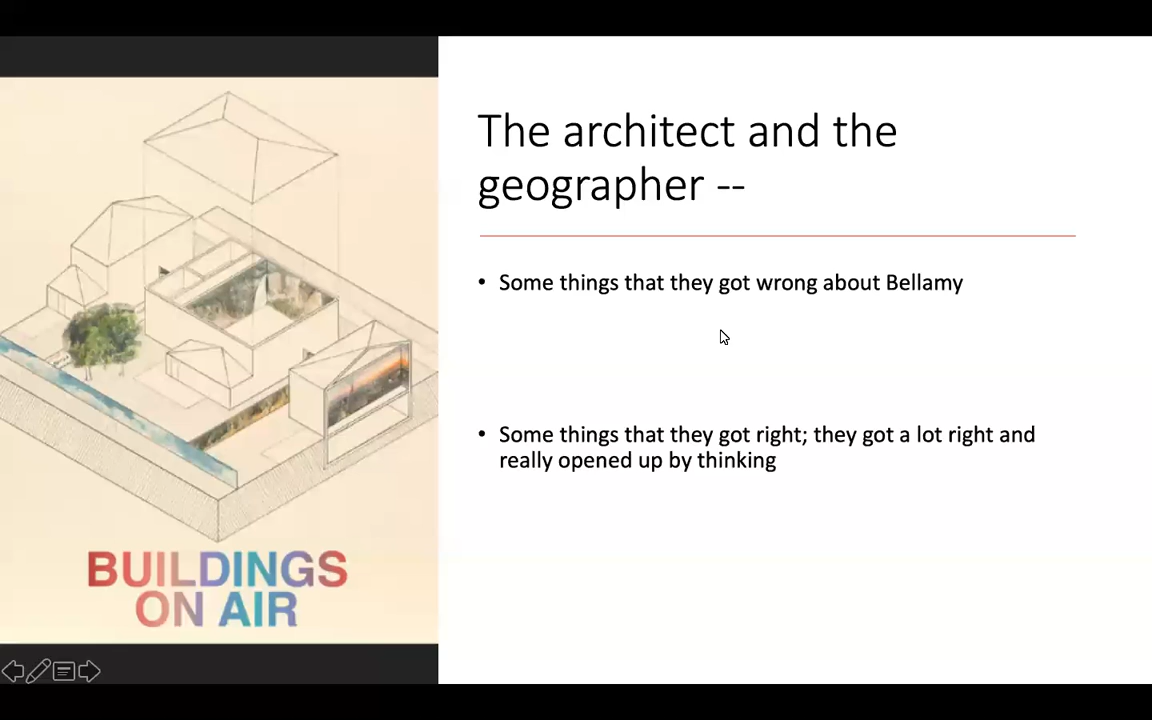 The architect and the
geographer --
• Some things that they got wrong about Bellamy
• Some things that they got right; they got a lot right and
really opened up by thinking
BUILDINGS
ON AIR